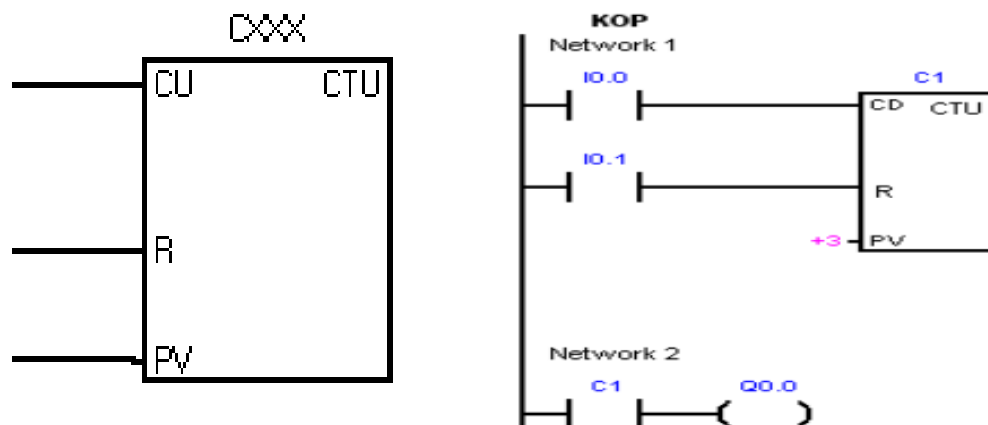 CXXX
CU CTU
R
PV
KOP
Network 1
I0.0 C1
CD CTU
I0.1
R
+3 PV
Network 2
C1 Q0.0